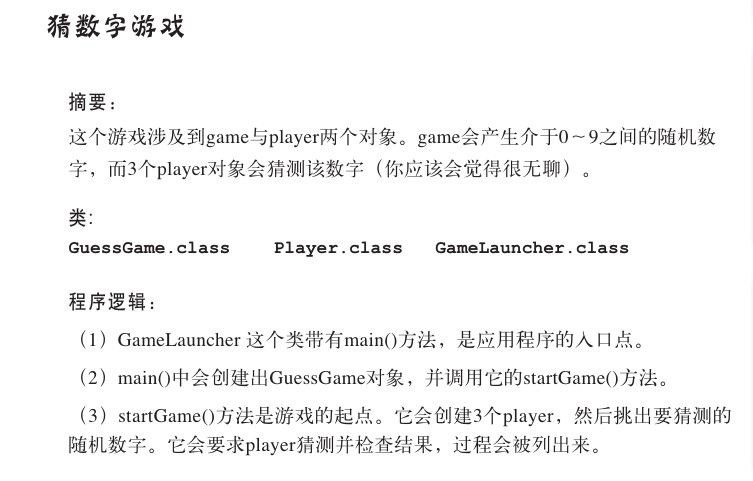 猜数字游戏
摘要：
这个游戏涉及到game与player两个对象。game会产生介于0～9之间的随机数
字，而3个player对象会猜测该数字（你应该会觉得很无聊）。
类:
GuessGame.class Player.class GameLauncher.class
程序逻辑：
（1）GameLauncher 这个类带有main()方法，是应用程序的入口点。
（2）main()中会创建出GuessGame对象，并调用它的startGame()方法。
（3）startGame()方法是游戏的起点。它会创建3个player，然后挑出要猜测的
随机数字。它会要求player猜测并检查结果，过程会被列出来。